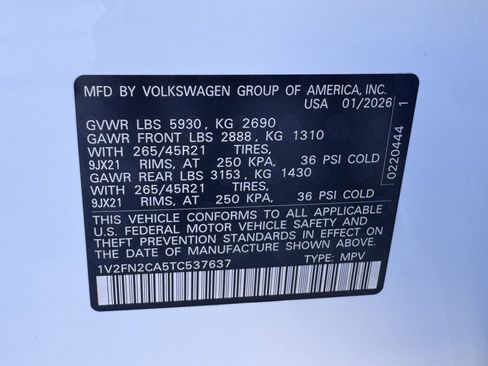 MFD BY VOLKSWAGEN GROUP OF AMERICA, INC.
USA 01/2026
GVWR LBS 5930, KG 2690
GAWR FRONT LBS 2888, KG 1310
WITH 265/45R21 TIRES,
9JX21 RIMS, AT 250 KPA, 36 PSI COLD
GAWR REAR LBS 3153, KG 1430
WITH 265/45R21 TIRES,
9JX21 RIMS, AT 250 KPA, 36 PSI COLD
THIS VEHICLE CONFORMS TO ALL APPLICABLE
U.S. FEDERAL MOTOR VEHICLE SAFETY AND
THEFT PREVENTION STANDARDS IN EFFECT ON THE
DATE OF MANUFACTURE SHOWN ABOVE.
1V2FN2CA5TC537637 TYPE: MPV
0220444 1